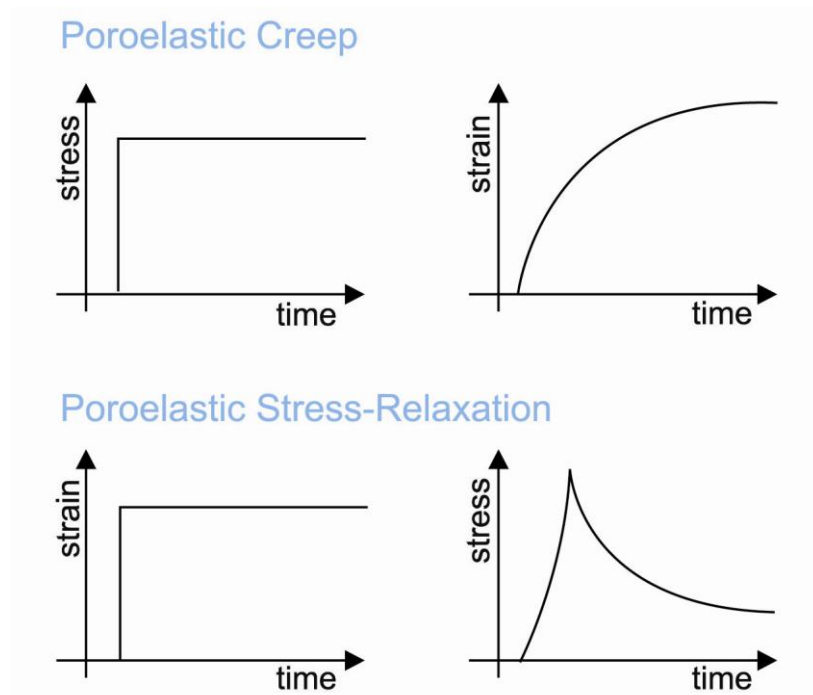 Poroelastic Creep
stress
time
strain
time
Poroelastic Stress-Relaxation
strain
time
stress
time